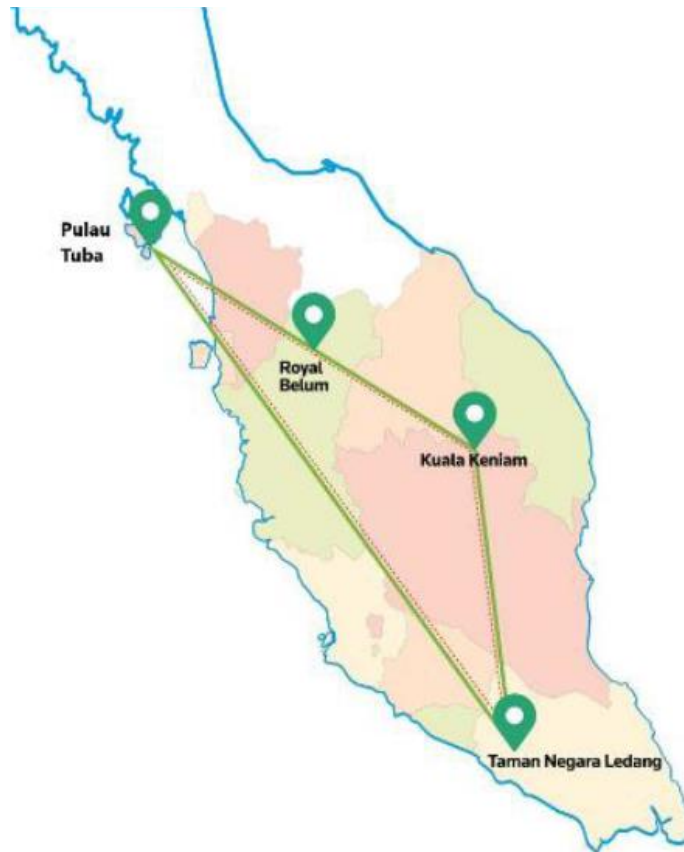 Pulau
Tuba
Royal
Belum
Kuala Keniam
Taman Negara Ledang